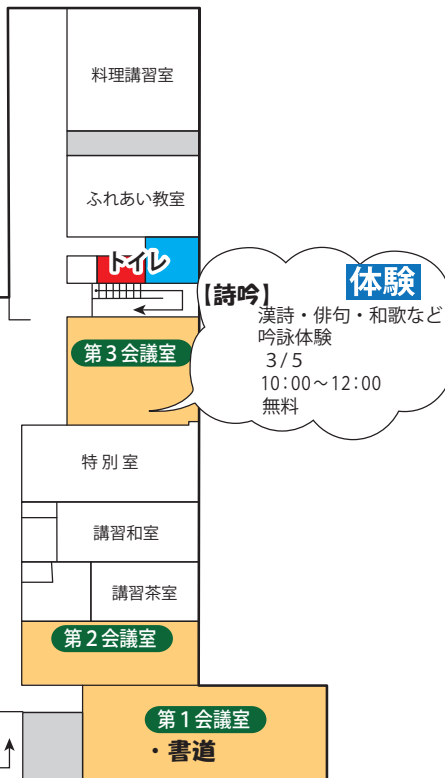 料理講習室
ふれあい教室
トイレ
【詩吟】
体験
漢詩・俳句・和歌など
吟詠体験
3/5
10:00～12:00
無料
第3会議室
特別室
講習和室
講習茶室
第2会議室
第1会議室
・書道